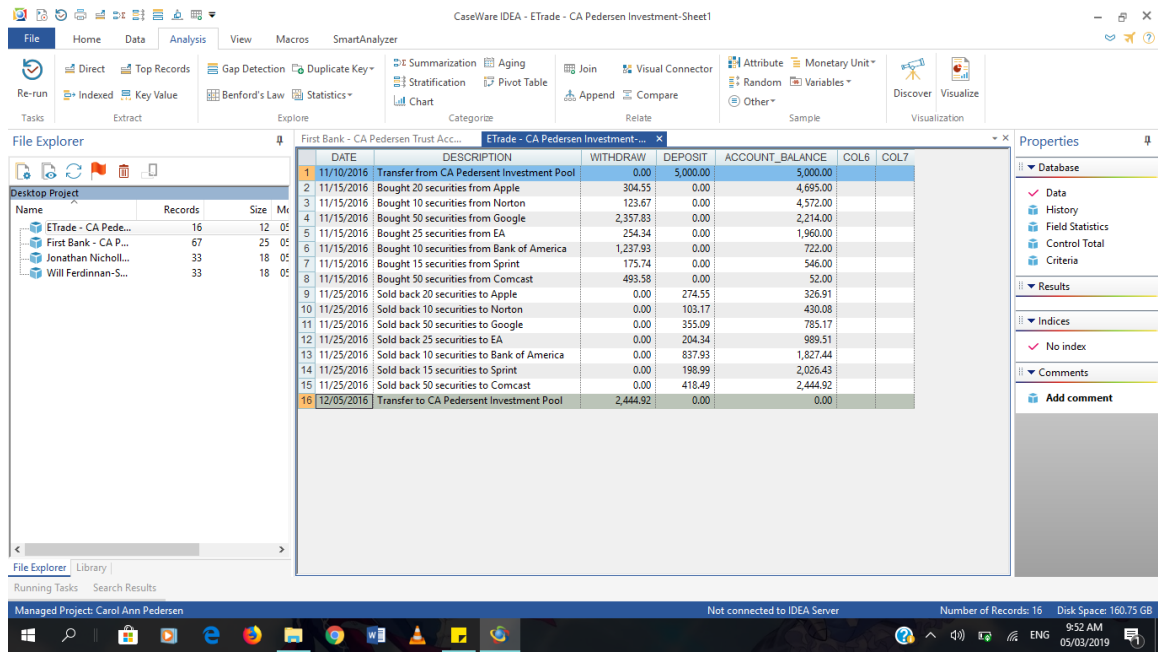 CaseWare IDEA - ETrade - CA Pedersen Investment-Sheet1
File Home Data Analysis View Macros SmartAnalyzer
Re-run
Tasks
Direct Top Records
Indexed Key Value
Extract
Gap Detection Duplicate Key
Benford's Law Statistics
Explore
Summarization Aging
Stratification Pivot Table
Chart
Categorize
Join Visual Connector
Append Compare
Relate
Attribute Monetary Unit
Random Variables
Other
Sample
Discover Visualize
Visualization
File Explorer
Desktop Project
Name Records Size Mo
ETrade - CA Pede... 16 12 05
First Bank - CA P... 67 25 05
Jonathan Nicholl... 33 18 05
Will Ferdinnan-S... 33 18 05
File Explorer Library
Running Tasks Search Results
First Bank - CA Pedersen Trust Acc... ETrade - CA Pedersen Investment-... ×
DATE DESCRIPTION WITHDRAW DEPOSIT ACCOUNT_BALANCE COL6 COL7
1 11/10/2016 Transfer from CA Pedersent Investment Pool 0.00 5,000.00 5,000.00
2 11/15/2016 Bought 20 securities from Apple 304.55 0.00 4,695.00
3 11/15/2016 Bought 10 securities from Norton 123.67 0.00 4,572.00
4 11/15/2016 Bought 50 securities from Google 2,357.83 0.00 2,214.00
5 11/15/2016 Bought 25 securities from EA 254.34 0.00 1,960.00
6 11/15/2016 Bought 10 securities from Bank of America 1,237.93 0.00 722.00
7 11/15/2016 Bought 15 securities from Sprint 175.74 0.00 546.00
8 11/15/2016 Bought 50 securities from Comcast 493.58 0.00 52.00
9 11/25/2016 Sold back 20 securities to Apple 0.00 274.55 326.91
10 11/25/2016 Sold back 10 securities to Norton 0.00 103.17 430.08
11 11/25/2016 Sold back 50 securities to Google 0.00 355.09 785.17
12 11/25/2016 Sold back 25 securities to EA 0.00 204.34 989.51
13 11/25/2016 Sold back 10 securities to Bank of America 0.00 837.93 1,827.44
14 11/25/2016 Sold back 15 securities to Sprint 0.00 198.99 2,026.43
15 11/25/2016 Sold back 50 securities to Comcast 0.00 418.49 2,444.92
16 12/05/2016 Transfer to CA Pedersent Investment Pool 2,444.92 0.00 0.00
Properties
Database
Data
History
Field Statistics
Control Total
Criteria
Results
Indices
No index
Comments
Add comment
Managed Project: Carol Ann Pedersen Not connected to IDEA Server Number of Records: 16 Disk Space: 160.75 GB
ENG
9:52 AM
05/03/2019